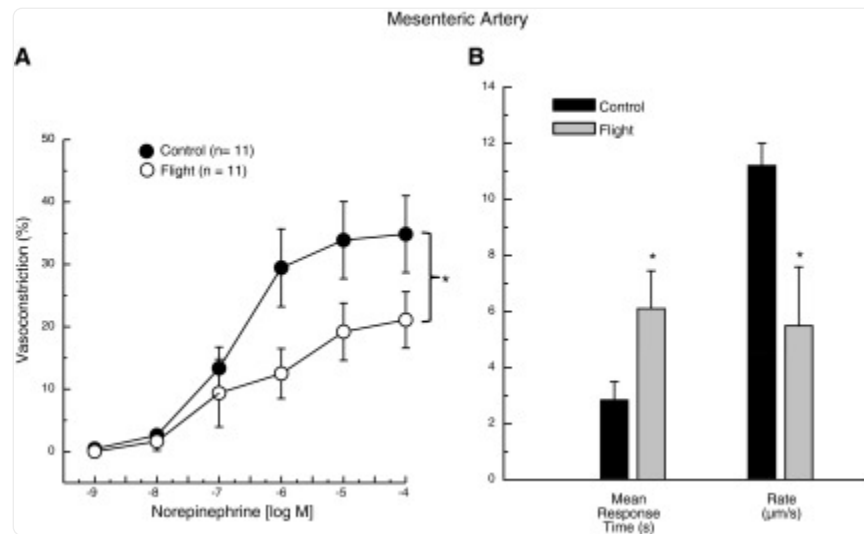 Mesenteric Artery
A
50
40
30
20
10
0
Vasoconstriction (%)
Control (n= 11)
Flight (n = 11)
*
-9
-8
-7
-6
-5
-4
Norepinephrine [log M]
B
14
12
10
8
6
4
2
0
Control
Flight
*
*
Mean
Response
Time (s)
Rate
(μm/s)